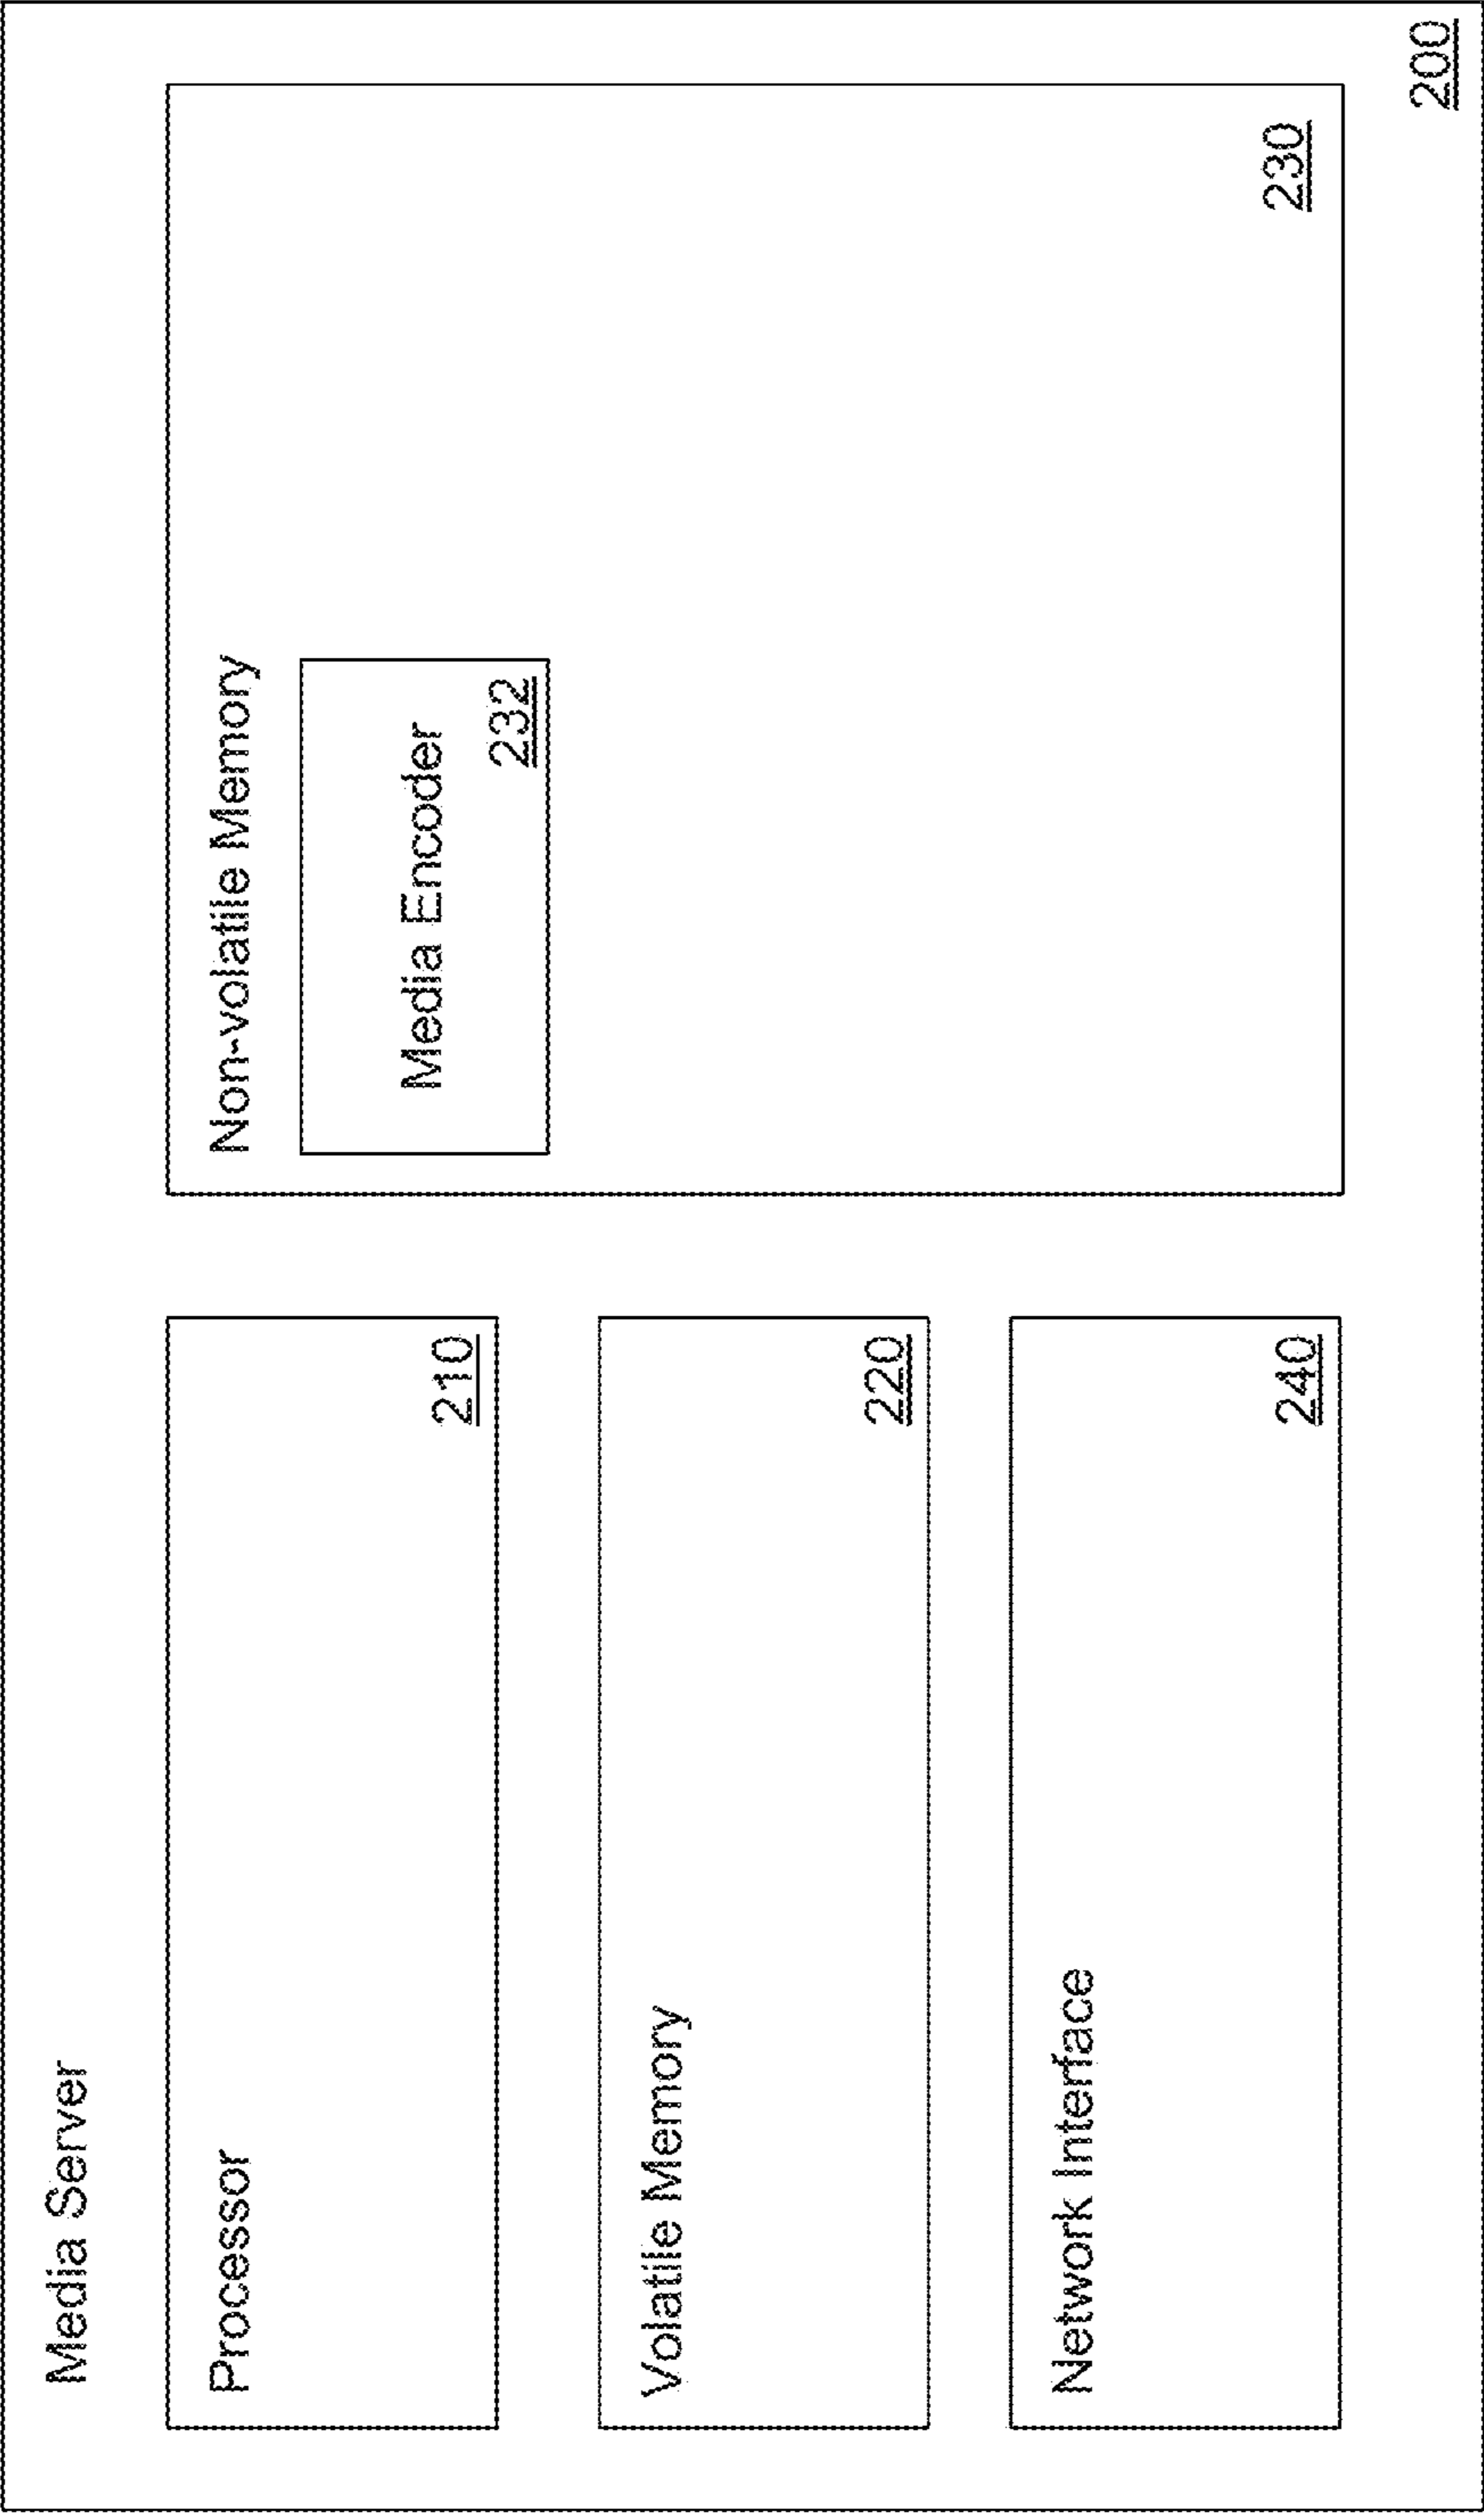 Media Server
Processor
210
Volatile Memory
220
Network Interface
240
Non-volatile Memory
Media Encoder
232
230
200